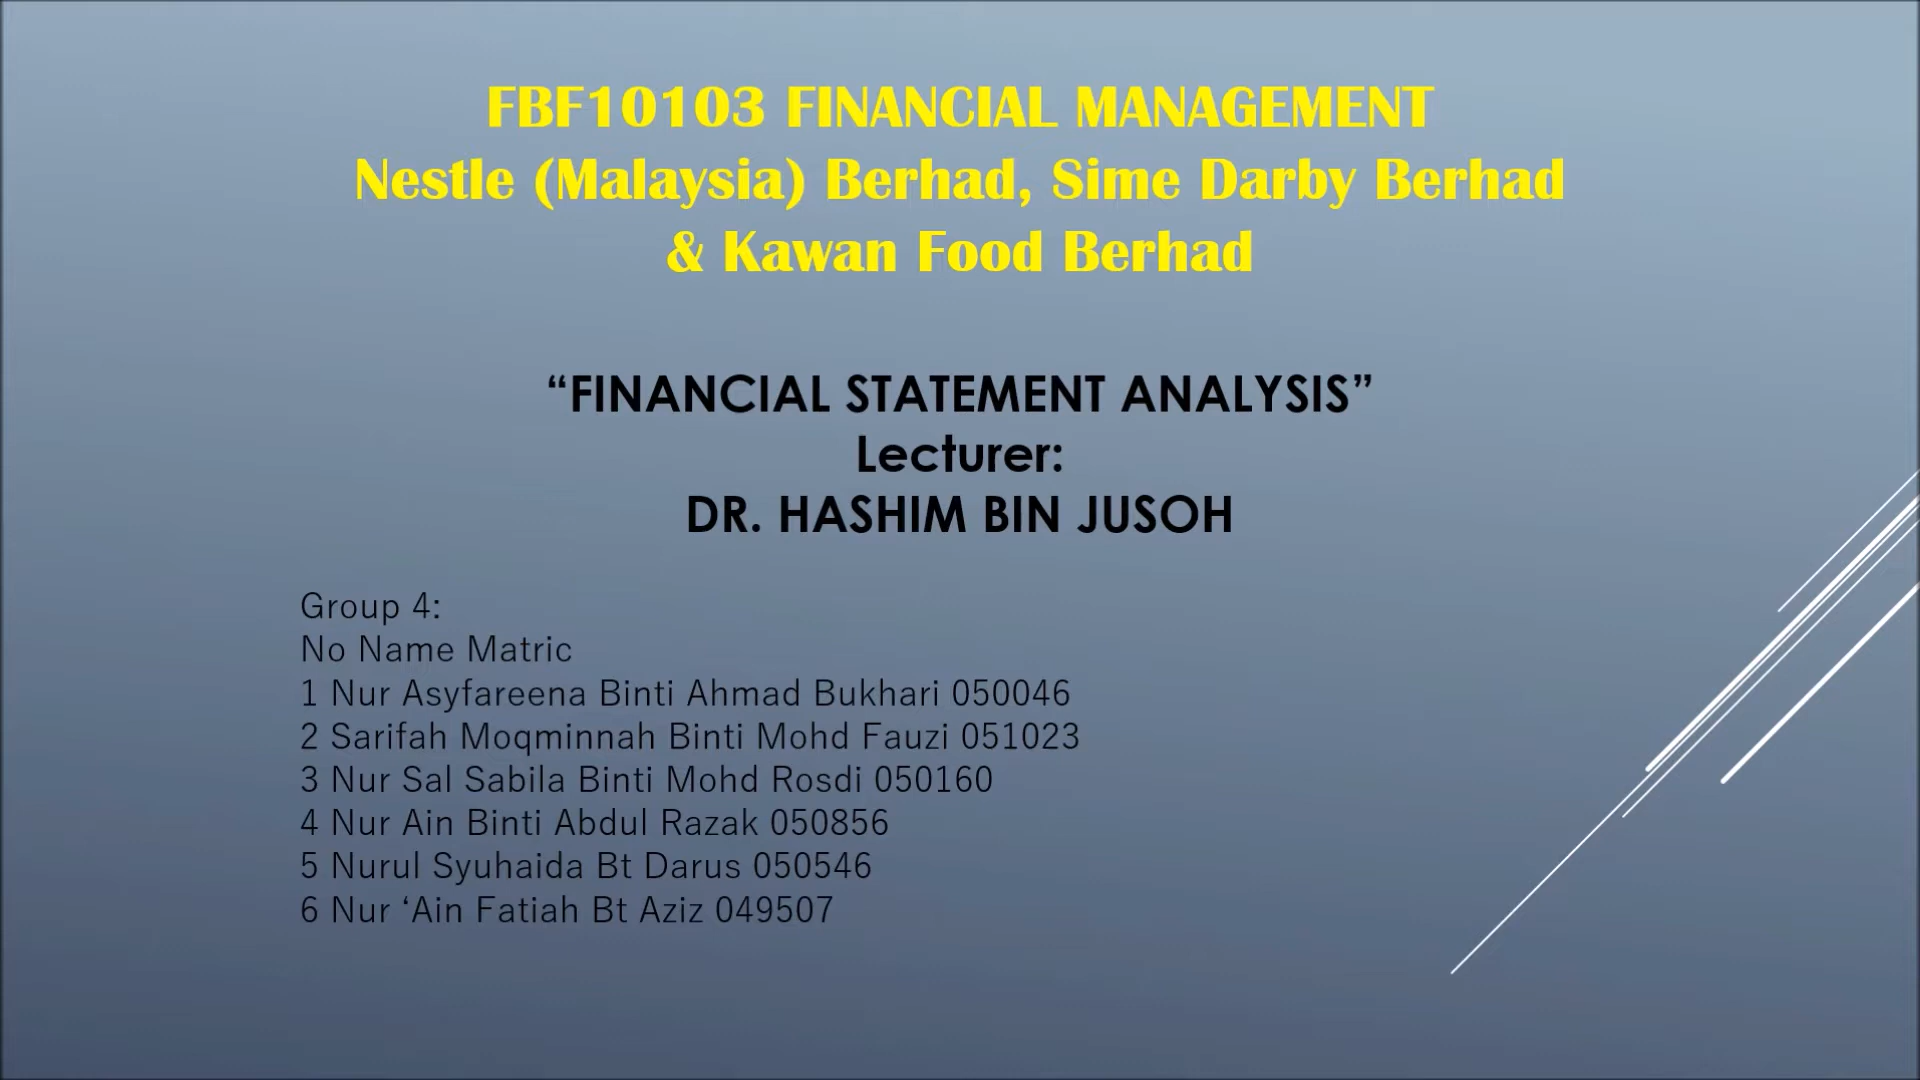 FBF10103 FINANCIAL MANAGEMENT
Nestle (Malaysia) Berhad, Sime Darby Berhad
& Kawan Food Berhad
“FINANCIAL STATEMENT ANALYSIS”
Lecturer:
DR. HASHIM BIN JUSOH
Group 4:
No Name Matric
1 Nur Asyfareena Binti Ahmad Bukhari 050046
2 Sarifah Moqminnah Binti Mohd Fauzi 051023
3 Nur Sal Sabila Binti Mohd Rosdi 050160
4 Nur Ain Binti Abdul Razak 050856
5 Nurul Syuhaida Bt Darus 050546
6 Nur ‘Ain Fatiah Bt Aziz 049507